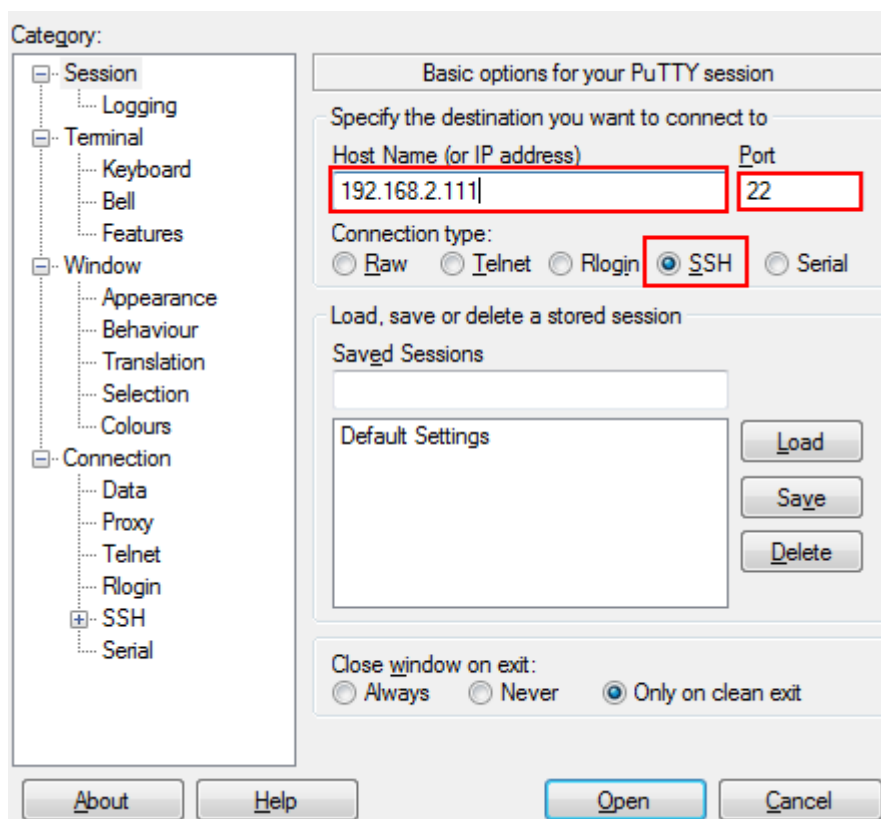 Category:
Session
Logging
Terminal
Keyboard
Bell
Features
Window
Appearance
Behaviour
Translation
Selection
Colours
Connection
Data
Proxy
Telnet
Rlogin
SSH
Serial
Basic options for your PuTTY session
Specify the destination you want to connect to
Host Name (or IP address) Port
192.168.2.111 22
Connection type:
Raw Telnet Rlogin SSH Serial
Load, save or delete a stored session
Saved Sessions
Default Settings
Load
Save
Delete
Close window on exit:
Always Never Only on clean exit
About Help Open Cancel